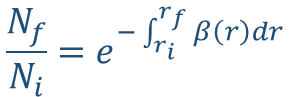 N_f/N_i = e^{-∫_{r_i}^{r_f} β(r)dr}